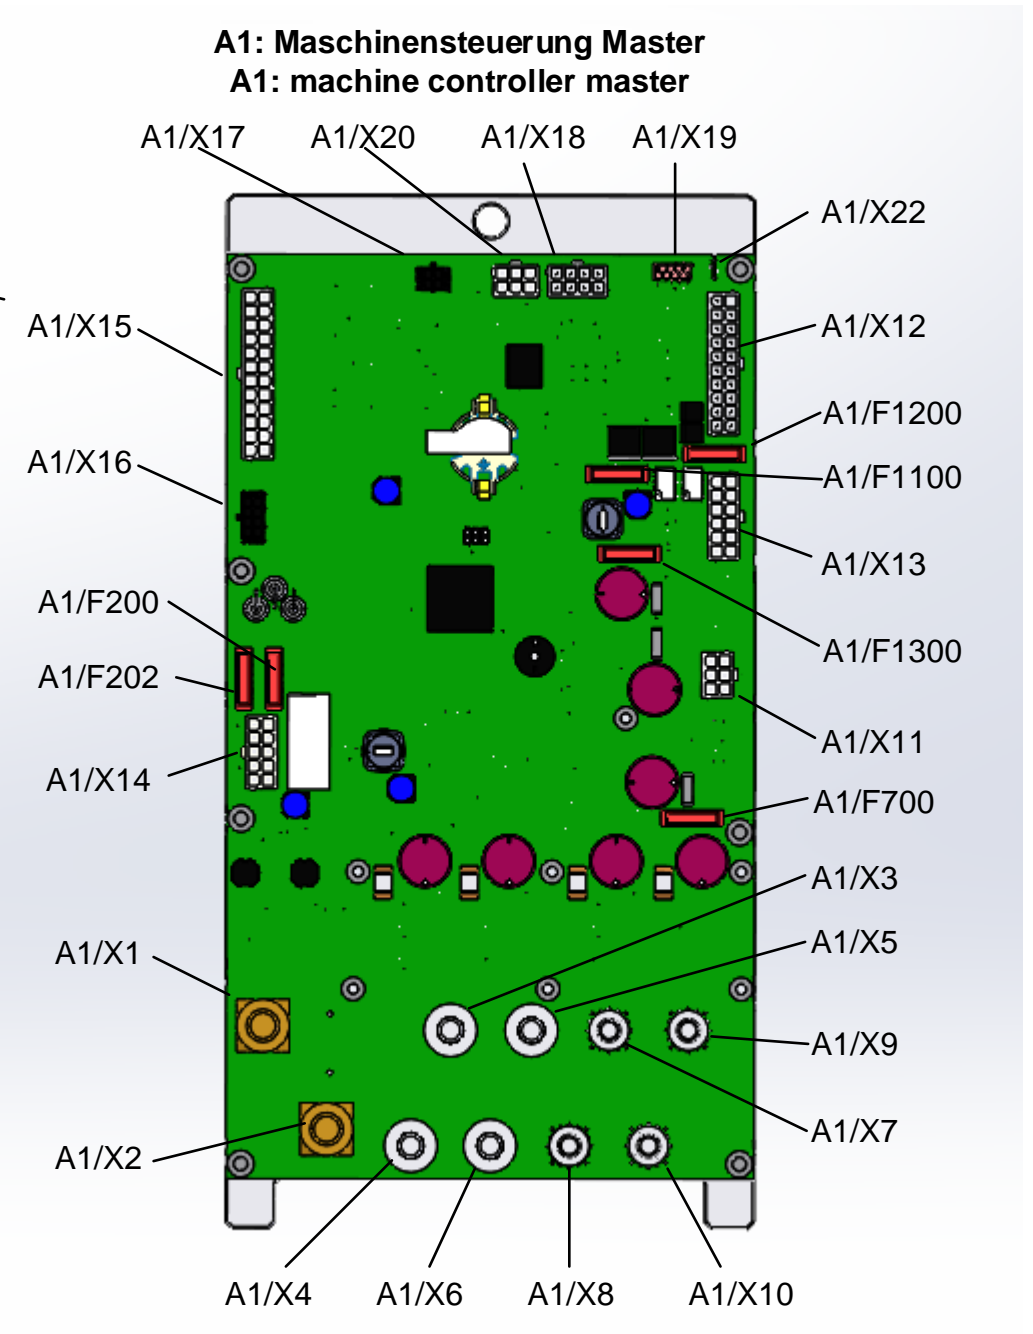 A1: Maschinensteuerung Master
A1: machine controller master
A1/X17 A1/X20 A1/X18 A1/X19
A1/X22
A1/X15 A1/X12
A1/F1200
A1/X16 A1/F1100
A1/X13
A1/F200
A1/F1300
A1/F202
A1/X11
A1/X14
A1/F700
A1/X3
A1/X1 A1/X5
A1/X9
A1/X7
A1/X2
A1/X4 A1/X6 A1/X8 A1/X10